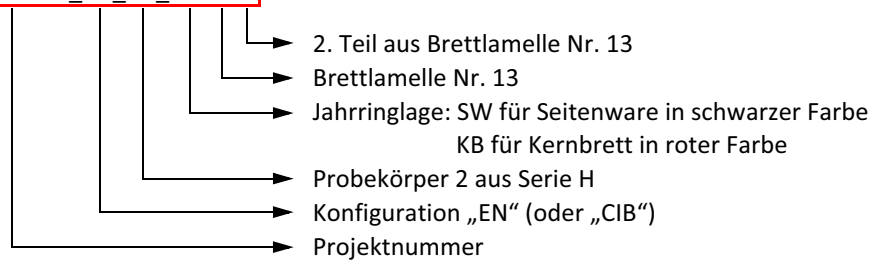 2. Teil aus Brettlamelle Nr. 13
Brettlamelle Nr. 13
Jahrringlage: SW für Seitenware in schwarzer Farbe
KB für Kernbrett in roter Farbe
Probekörper 2 aus Serie H
Konfiguration „EN“ (oder „CIB“)
Projektnummer